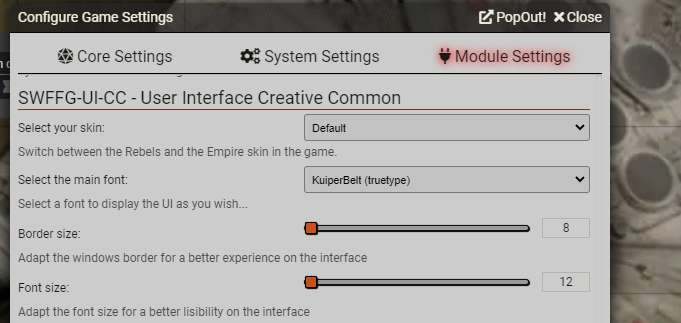 Configure Game Settings
PopOut!
Close
Core Settings
System Settings
Module Settings
SWFFG-UI-CC - User Interface Creative Common
Select your skin:
Default
Switch between the Rebels and the Empire skin in the game.
Select the main font:
KuiperBelt (truetype)
Select a font to display the UI as you wish...
Border size:
8
Adapt the windows border for a better experience on the interface
Font size:
12
Adapt the font size for a better lisibility on the interface